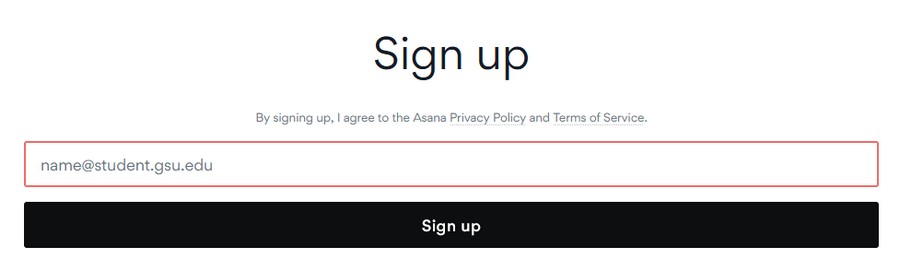 Sign up
By signing up, I agree to the Asana Privacy Policy and Terms of Service.
name@student.gsu.edu
Sign up